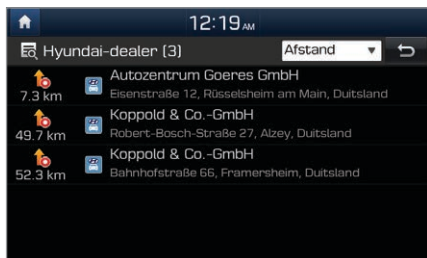 12:19 AM
Hyundai-dealer (3)
Afstand
Autozentrum Goeres GmbH
7.3 km
Eisenstraße 12, Rüsselsheim am Main, Duitsland
Koppold & Co.-GmbH
49.7 km
Robert-Bosch-Straße 27, Alzey, Duitsland
Koppold & Co.-GmbH
52.3 km
Bahnhofstraße 66, Framersheim, Duitsland